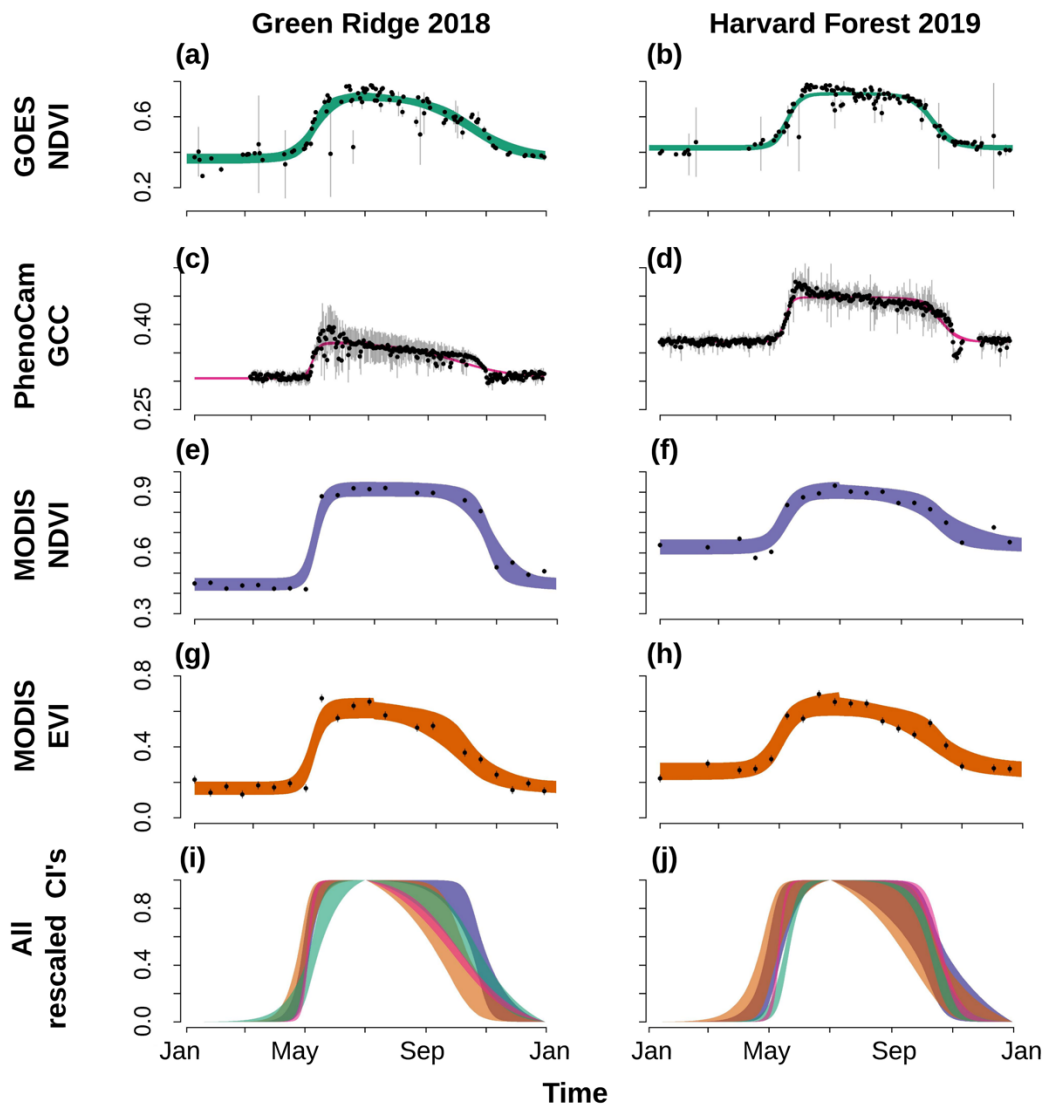 Green Ridge 2018 Harvard Forest 2019
(a) (b)
GOES
NDVI
0.6
0.2
(c) (d)
PhenoCam
GCC
0.40
0.25
(e) (f)
MODIS
NDVI
0.9
0.6
0.3
(g) (h)
MODIS
EVI
0.8
0.4
0.0
(i) (j)
All
rescaled CI's
0.8
0.4
0.0
Jan May Sep Jan Jan May Sep Jan
Time